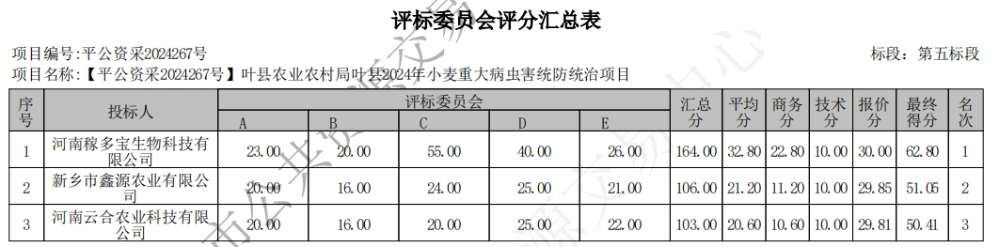 评标委员会评分汇总表
项目编号:平公资采2024267号 标段：第五标段
项目名称:【平公资采2024267号】叶县农业农村局叶县2024年小麦重大病虫害统防统治项目
序号 投标人 评标委员会 汇总分 平均分 商务分 技术分 报价分 最终得分 名次
A B C D E
1 河南稼多宝生物科技有限公司 23.00 20.00 55.00 40.00 26.00 164.00 32.80 22.80 10.00 30.00 62.80 1
2 新乡市鑫源农业有限公司 20.00 16.00 24.00 25.00 21.00 106.00 21.20 11.20 10.00 29.85 51.05 2
3 河南云合农业科技有限公司 20.00 16.00 20.00 25.00 22.00 103.00 20.60 10.60 10.00 29.81 50.41 3